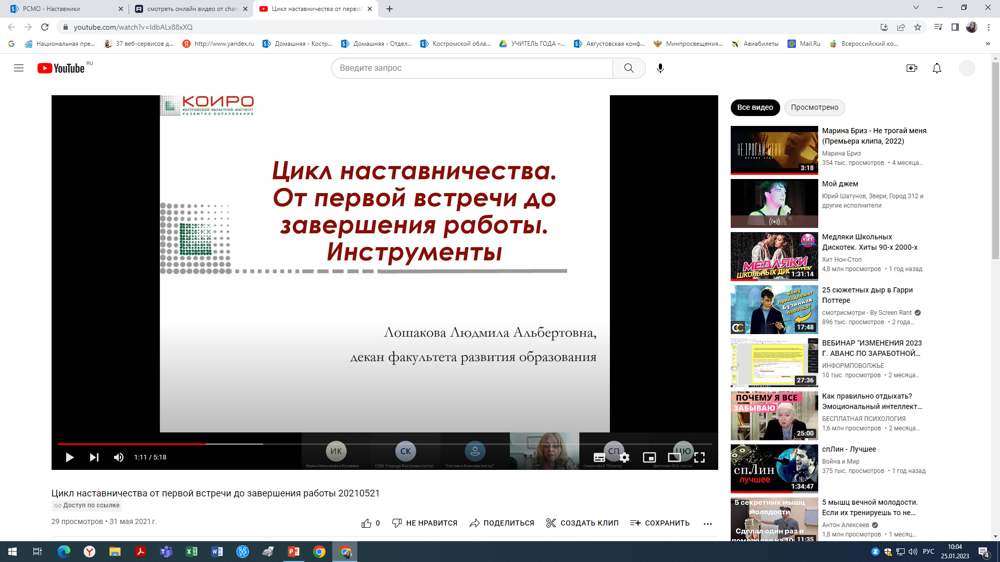 РСМО - Наставники
смотреть онлайн видео от chan
Цикл наставничества от первой
youtube.com/watch?v=IdbALx88xXQ
Национальная пре...
37 веб-сервисов д...
http://www.yandex.ru
Домашняя - Костр...
Домашняя - Отдел...
Костромской обла...
УЧИТЕЛЬ ГОДА –...
Августовская конф...
Минпросвещения...
Авиабилеты
Mail.Ru
Всероссийский ко...
»
YouTube RU
Введите запрос
КОИРО
КОСТРОМСКОЙ ОБЛАСТНОЙ ИНСТИТУТ
РАЗВИТИЯ ОБРАЗОВАНИЯ
Цикл наставничества.
От первой встречи до
завершения работы.
Инструменты
Лошакова Людмила Альбертовна,
декан факультета развития образования
ИК
СК
СП
ЦЮ
1:11 / 5:18
Ирина Николаевна Козявина
СОШ 7 города Костромы (гость)
"Светлана Блинова (гость)"
Смирнова Е П (гость)
Цветкова Ю.А. (гость)
Цикл наставничества от первой встречи до завершения работы 20210521
Доступ по ссылке
29 просмотров • 31 мая 2021 г.
0
НЕ НРАВИТСЯ
ПОДЕЛИТЬСЯ
СОЗДАТЬ КЛИП
СОХРАНИТЬ
Все видео
Просмотрено
НЕ ТРОГАЙ МЕНЯ
МАРИНА БРИЗ
3:18
Марина Бриз - Не трогай меня
(Премьера клипа, 2022)
Марина Бриз
354 тыс. просмотров • 4 месяца...
Мой джем
Юрий Шатунов, Звери, Город 312 и
другие исполнители
ХИТ
НОН-СТОП
МЕДЛЯКИ
ШКОЛЬНЫХ ДИСКОТЕК
1:31:14
Медляки Школьных
Дискотек. Хиты 90-х 2000-х
Хит Нон-Стоп
4,8 млн просмотров • 1 год назад
Кому
принадлежит
Бузинная
палочка?
17:48
25 сюжетных дыр в Гарри
Поттере
смотрисмотри - By Screen Rant
896 тыс. просмотров • 2 года...
27:36
ВЕБИНАР "ИЗМЕНЕНИЯ 2023
Г. АВАНС ПО ЗАРАБОТНОЙ...
ИНФОРМПОВОЛЖЬЕ
10 тыс. просмотров • 2 месяца...
ПОЧЕМУ Я ВСЕ
ЗАБЫВАЮ
25:00
Как правильно отдыхать?
Эмоциональный интеллект...
БЕСПЛАТНАЯ ПСИХОЛОГИЯ
1,6 млн просмотров • 2 месяца...
спЛин
лучшее
1:34:47
спЛин - Лучшее
Война и Мир
375 тыс. просмотров • 1 год назад
5 секретных мышц
молодости
Сделал один раз и
помолодел на 10
11:35
5 мышц вечной молодости.
Если их тренируешь то не...
Антон Алексеев
1,8 млн просмотров • 1 месяц...
РУС
10:04
25.01.2023
4